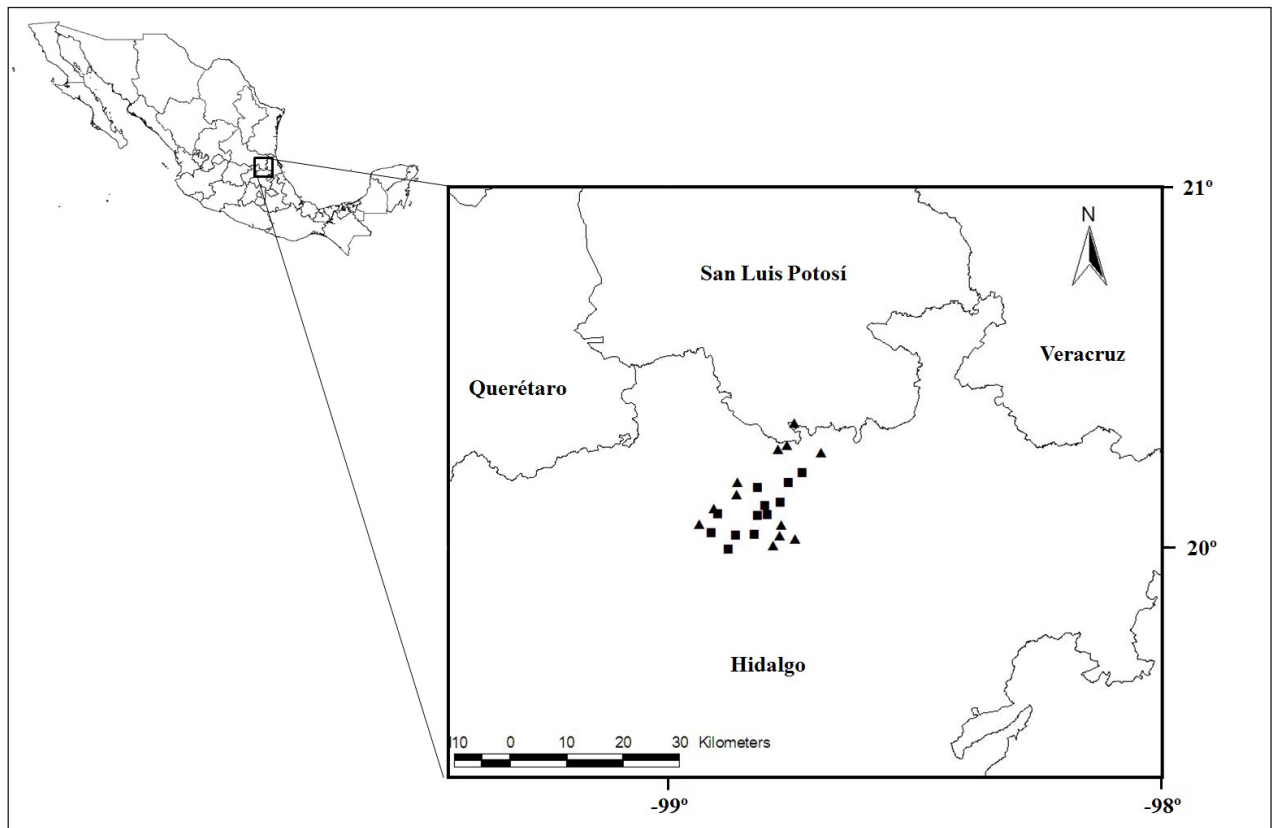 21º
N
San Luis Potosí
Veracruz
Querétaro
20º
Hidalgo
10 0 10 20 30 Kilometers
-99º -98º